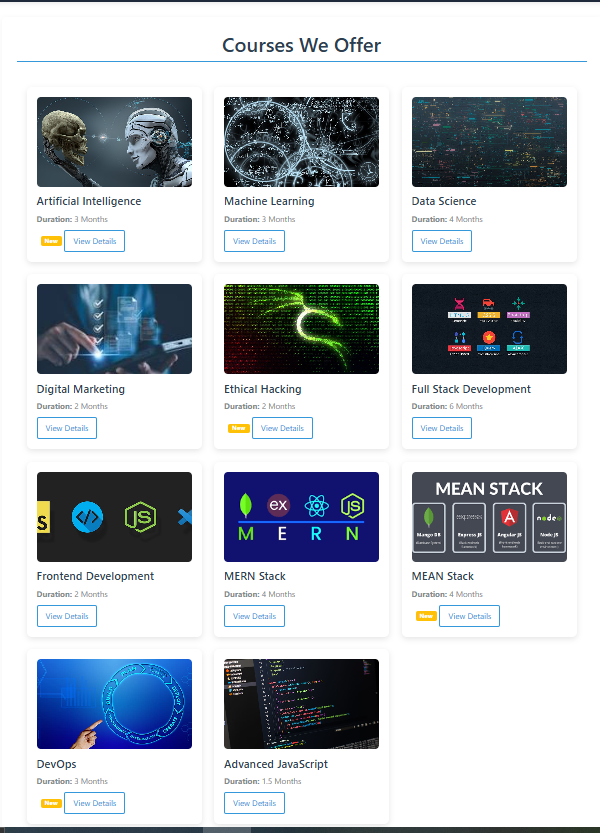 Courses We Offer
Artificial Intelligence
Duration: 3 Months
New View Details
Machine Learning
Duration: 3 Months
View Details
Data Science
Duration: 4 Months
View Details
Digital Marketing
Duration: 2 Months
View Details
Ethical Hacking
Duration: 2 Months
New View Details
Full Stack Development
Duration: 6 Months
View Details
S
JS
Frontend Development
Duration: 2 Months
View Details
ex JS
M E R N
MERN Stack
Duration: 4 Months
View Details
MEAN STACK
node
Mango DB Express JS Angular JS Node JS
MEAN Stack
Duration: 4 Months
New View Details
DevOps
Duration: 3 Months
New View Details
Advanced JavaScript
Duration: 1.5 Months
View Details